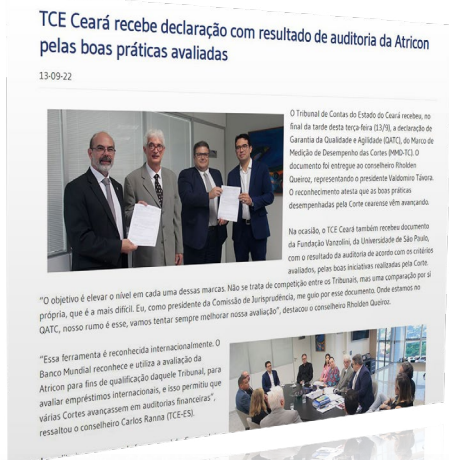 TCE Ceará recebe declaração com resultado de auditoria da Atricon
pelas boas práticas avaliadas
13-09-22
O Tribunal de Contas do Estado do Ceará recebeu, no
final da tarde desta terça-feira (13/9), a declaração de
Garantia da Qualidade e Agilidade (QATC), do Marco de
Medição de Desempenho das Cortes (MMD-TC). O
documento foi entregue ao conselheiro Rholden
Queiroz, representando o presidente Valdomiro Távora.
O reconhecimento atesta que as boas práticas
desempenhadas pela Corte cearense vêm avançando.
Na ocasião, o TCE Ceará também recebeu documento
da Fundação Vanzolini, da Universidade de São Paulo,
com o resultado da auditoria de acordo com os critérios
avaliados, pelas boas iniciativas realizadas pela Corte.
"O objetivo é elevar o nível em cada uma dessas marcas. Não se trata de competição entre os Tribunais, mas uma comparação por si
própria, que é a mais difícil. Eu, como presidente da Comissão de Jurisprudência, me guio por esse documento. Onde estamos no
QATC, nosso rumo é esse, vamos tentar sempre melhorar nossa avaliação", destacou o conselheiro Rholden Queiroz.
"Essa ferramenta é reconhecida internacionalmente. O
Banco Mundial reconhece e utiliza a avaliação da
Atricon para fins de qualificação daquele Tribunal, para
avaliar empréstimos internacionais, e isso permitiu que
várias Cortes avançassem em auditorias financeiras",
ressaltou o conselheiro Carlos Ranna (TCE-ES).